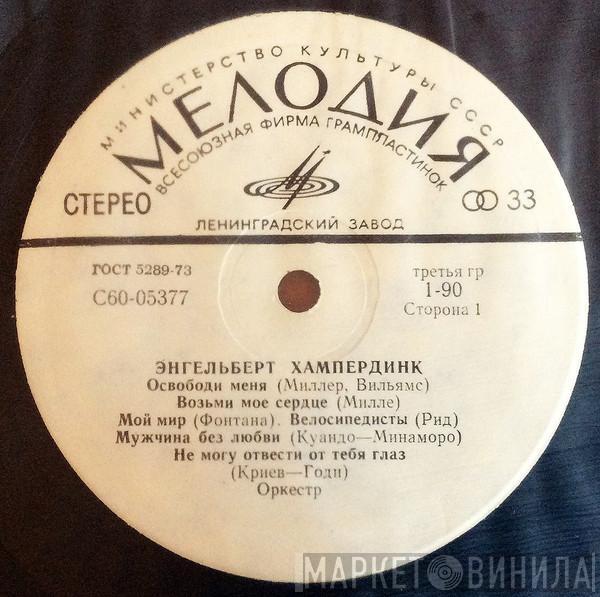 МИНИСТЕРСТВО КУЛЬТУРЫ СССР
МЕЛОДИЯ
ВСЕСОЮЗНАЯ ФИРМА ГРАМПЛАСТИНОК
СТЕРЕО
33
ЛЕНИНГРАДСКИЙ ЗАВОД
ГОСТ 5289-73
С60-05377
третья гр
1-90
Сторона 1
ЭНГЕЛЬБЕРТ ХАМПЕРДИНК
Освободи меня (Миллер, Вильямс)
Возьми мое сердце (Милле)
Мой мир (Фонтана). Велосипедисты (Рид)
Мужчина без любви (Куандо—Минаморо)
Не могу отвести от тебя глаз
(Криев—Годи)
Оркестр
МАРКЕТ ВИНИЛА